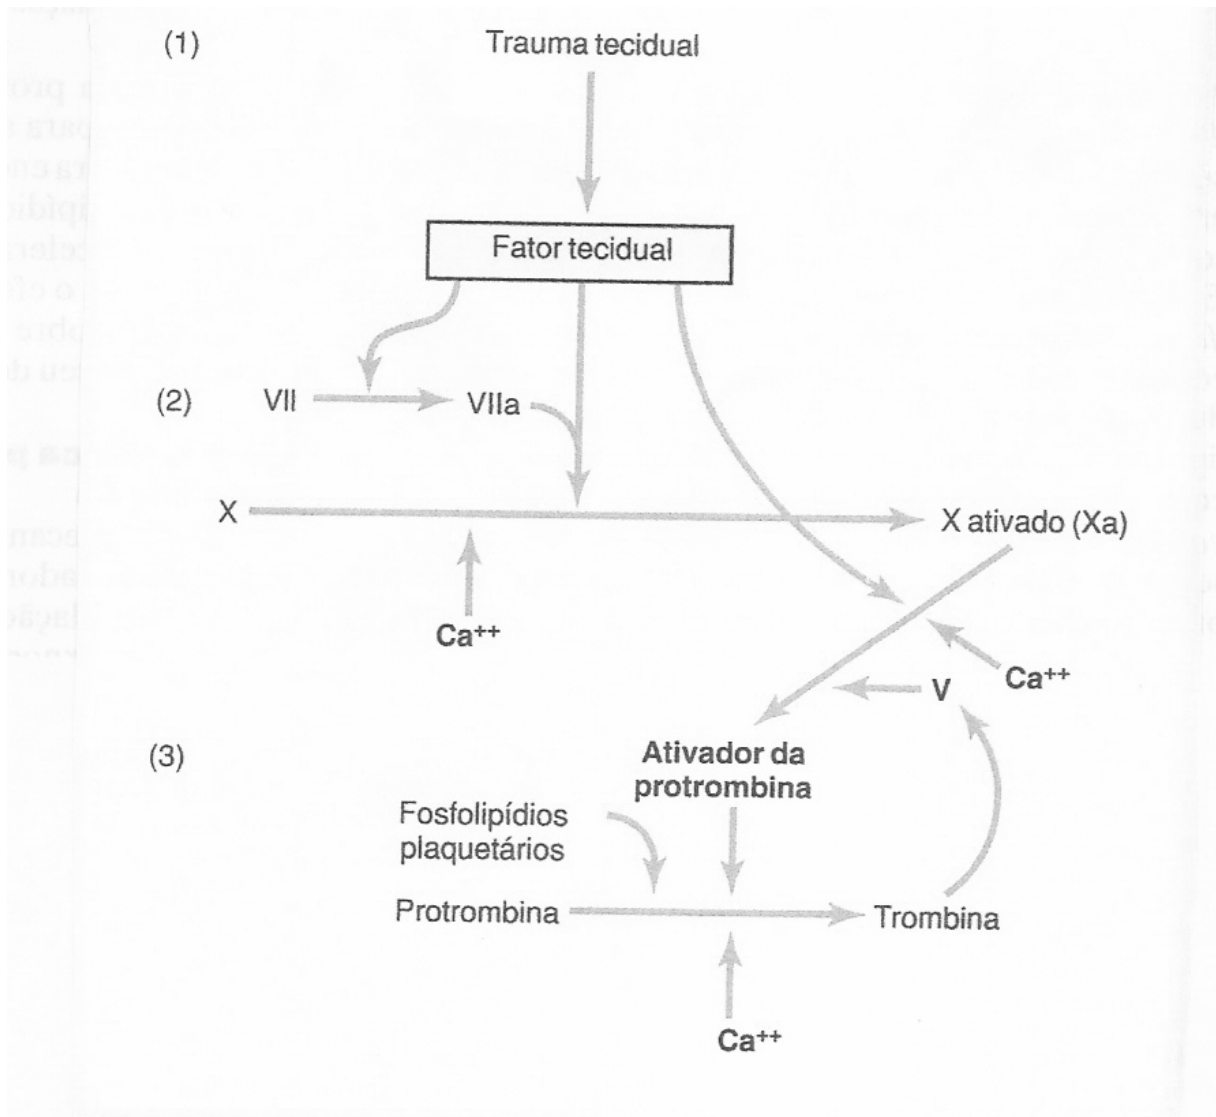 (1)
Trauma tecidual
Fator tecidual
(2)
VII
VIIa
X
X ativado (Xa)
Ca++
Ca++
V
(3)
Ativador da
protrombina
Fosfolipídios
plaquetários
Protrombina
Trombina
Ca++